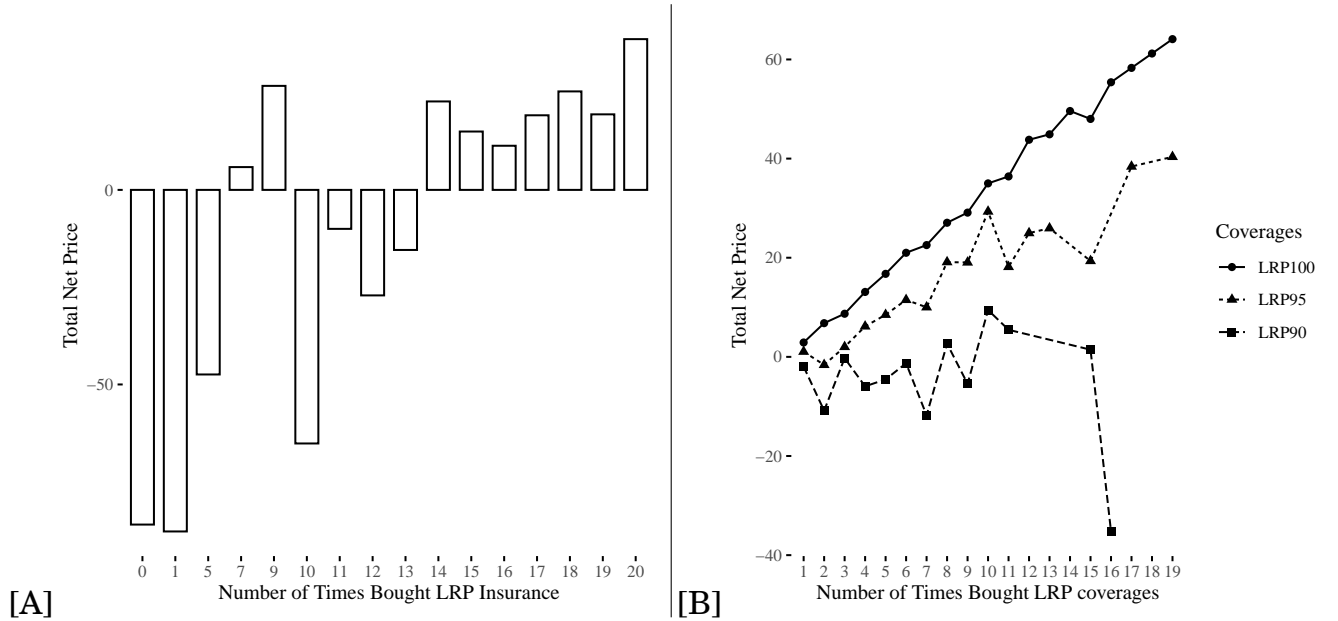 Total Net Price
0
−50
0 1 5 7 9 10 11 12 13 14 15 16 17 18 19 20
Number of Times Bought LRP Insurance
[A]
Total Net Price
60
40
20
0
−20
−40
1 2 3 4 5 6 7 8 9 10 11 12 13 14 15 16 17 18 19
Number of Times Bought LRP coverages
[B]
Coverages
LRP100
LRP95
LRP90